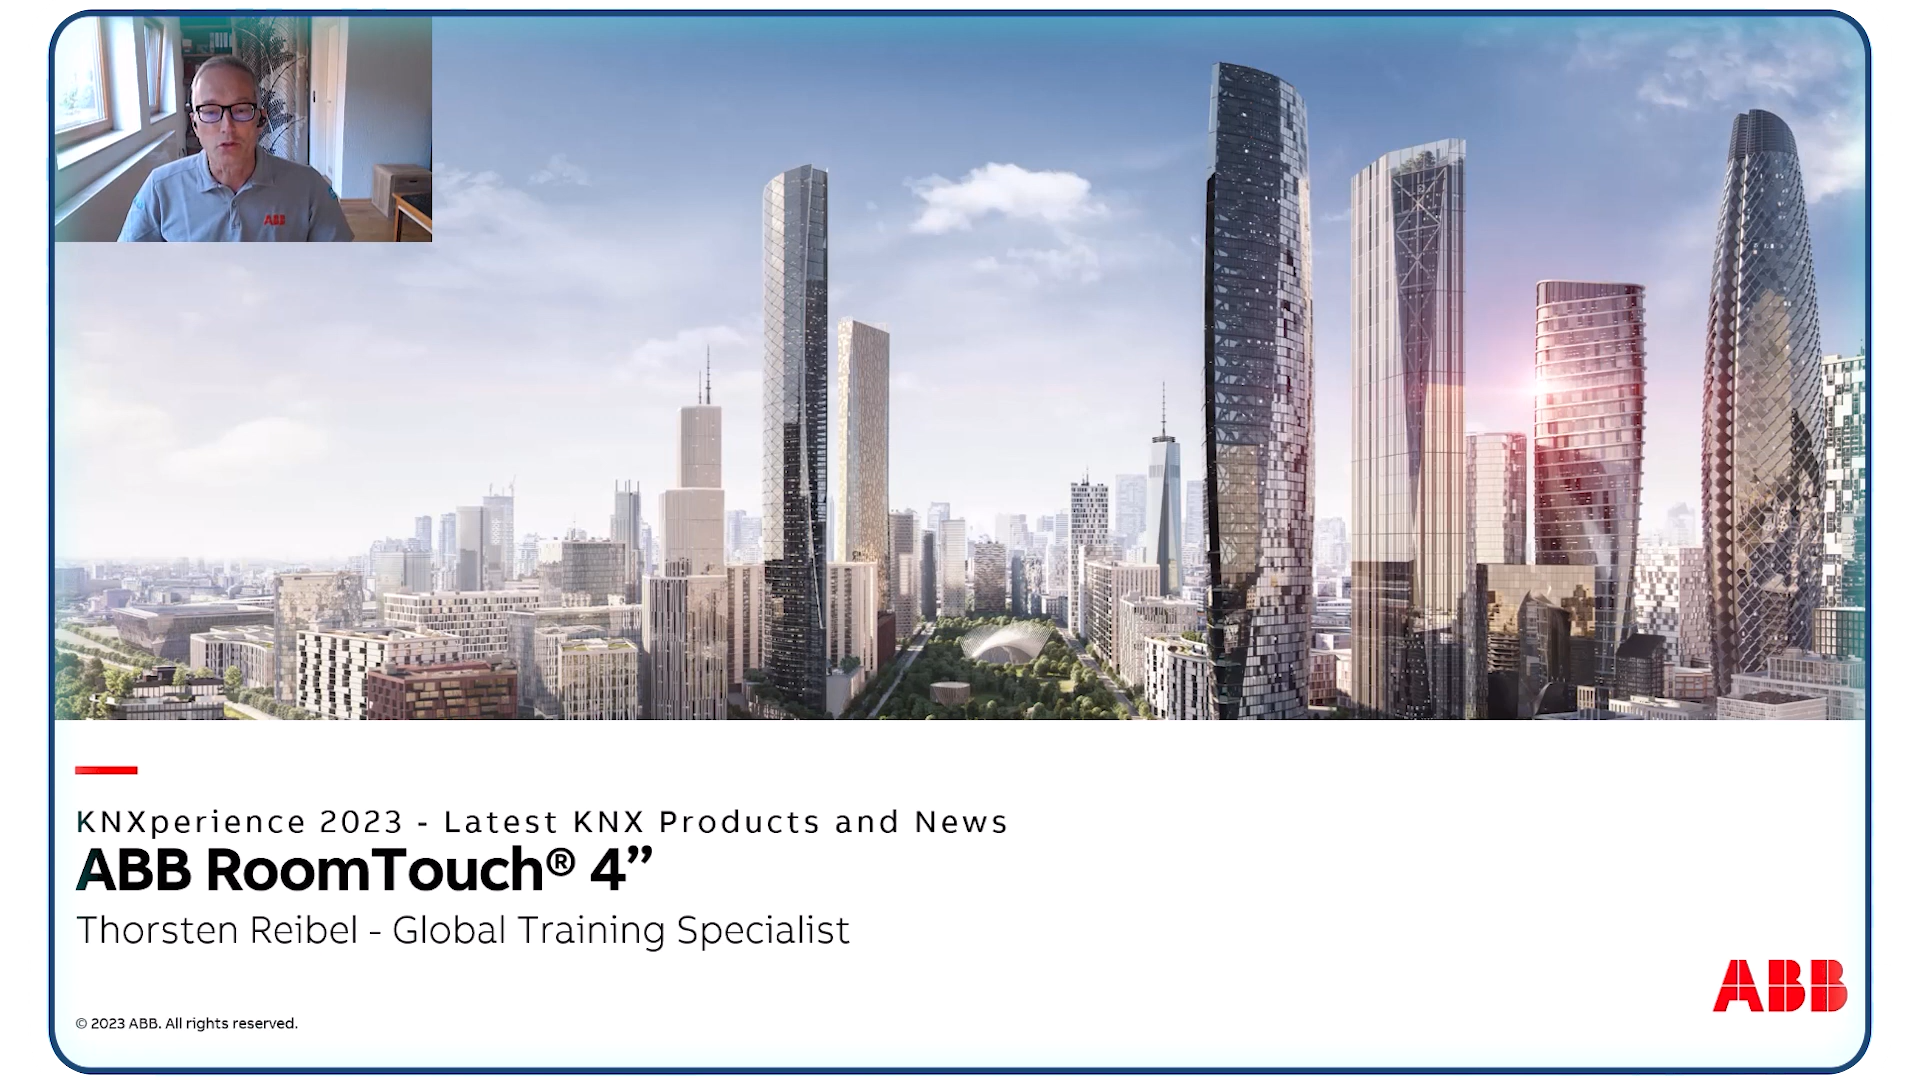 ABB
KNXperience 2023 - Latest KNX Products and News
ABB RoomTouch® 4”
Thorsten Reibel - Global Training Specialist
ABB
© 2023 ABB. All rights reserved.